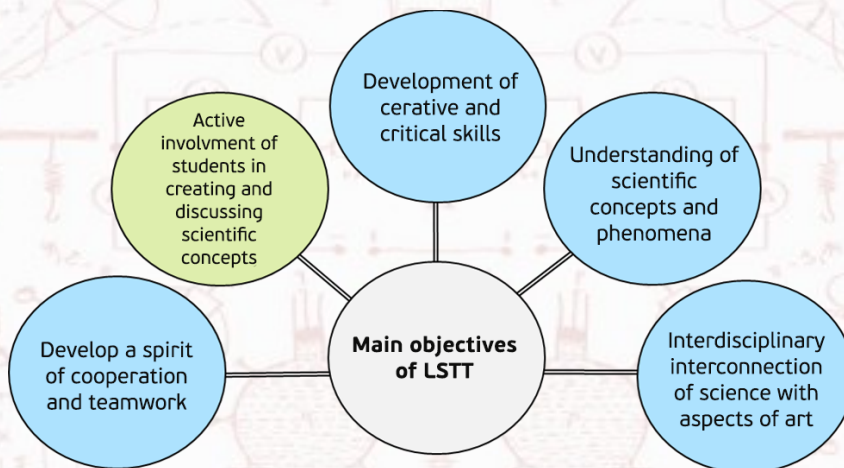 Development of
cerative and
critical skills
Active
involvment of
students in
creating and
discussing
scientific
concepts
Understanding of
scientific
concepts and
phenomena
Main objectives
of LSTT
Develop a spirit
of cooperation
and teamwork
Interdisciplinary
interconnection
of science with
aspects of art
V
V